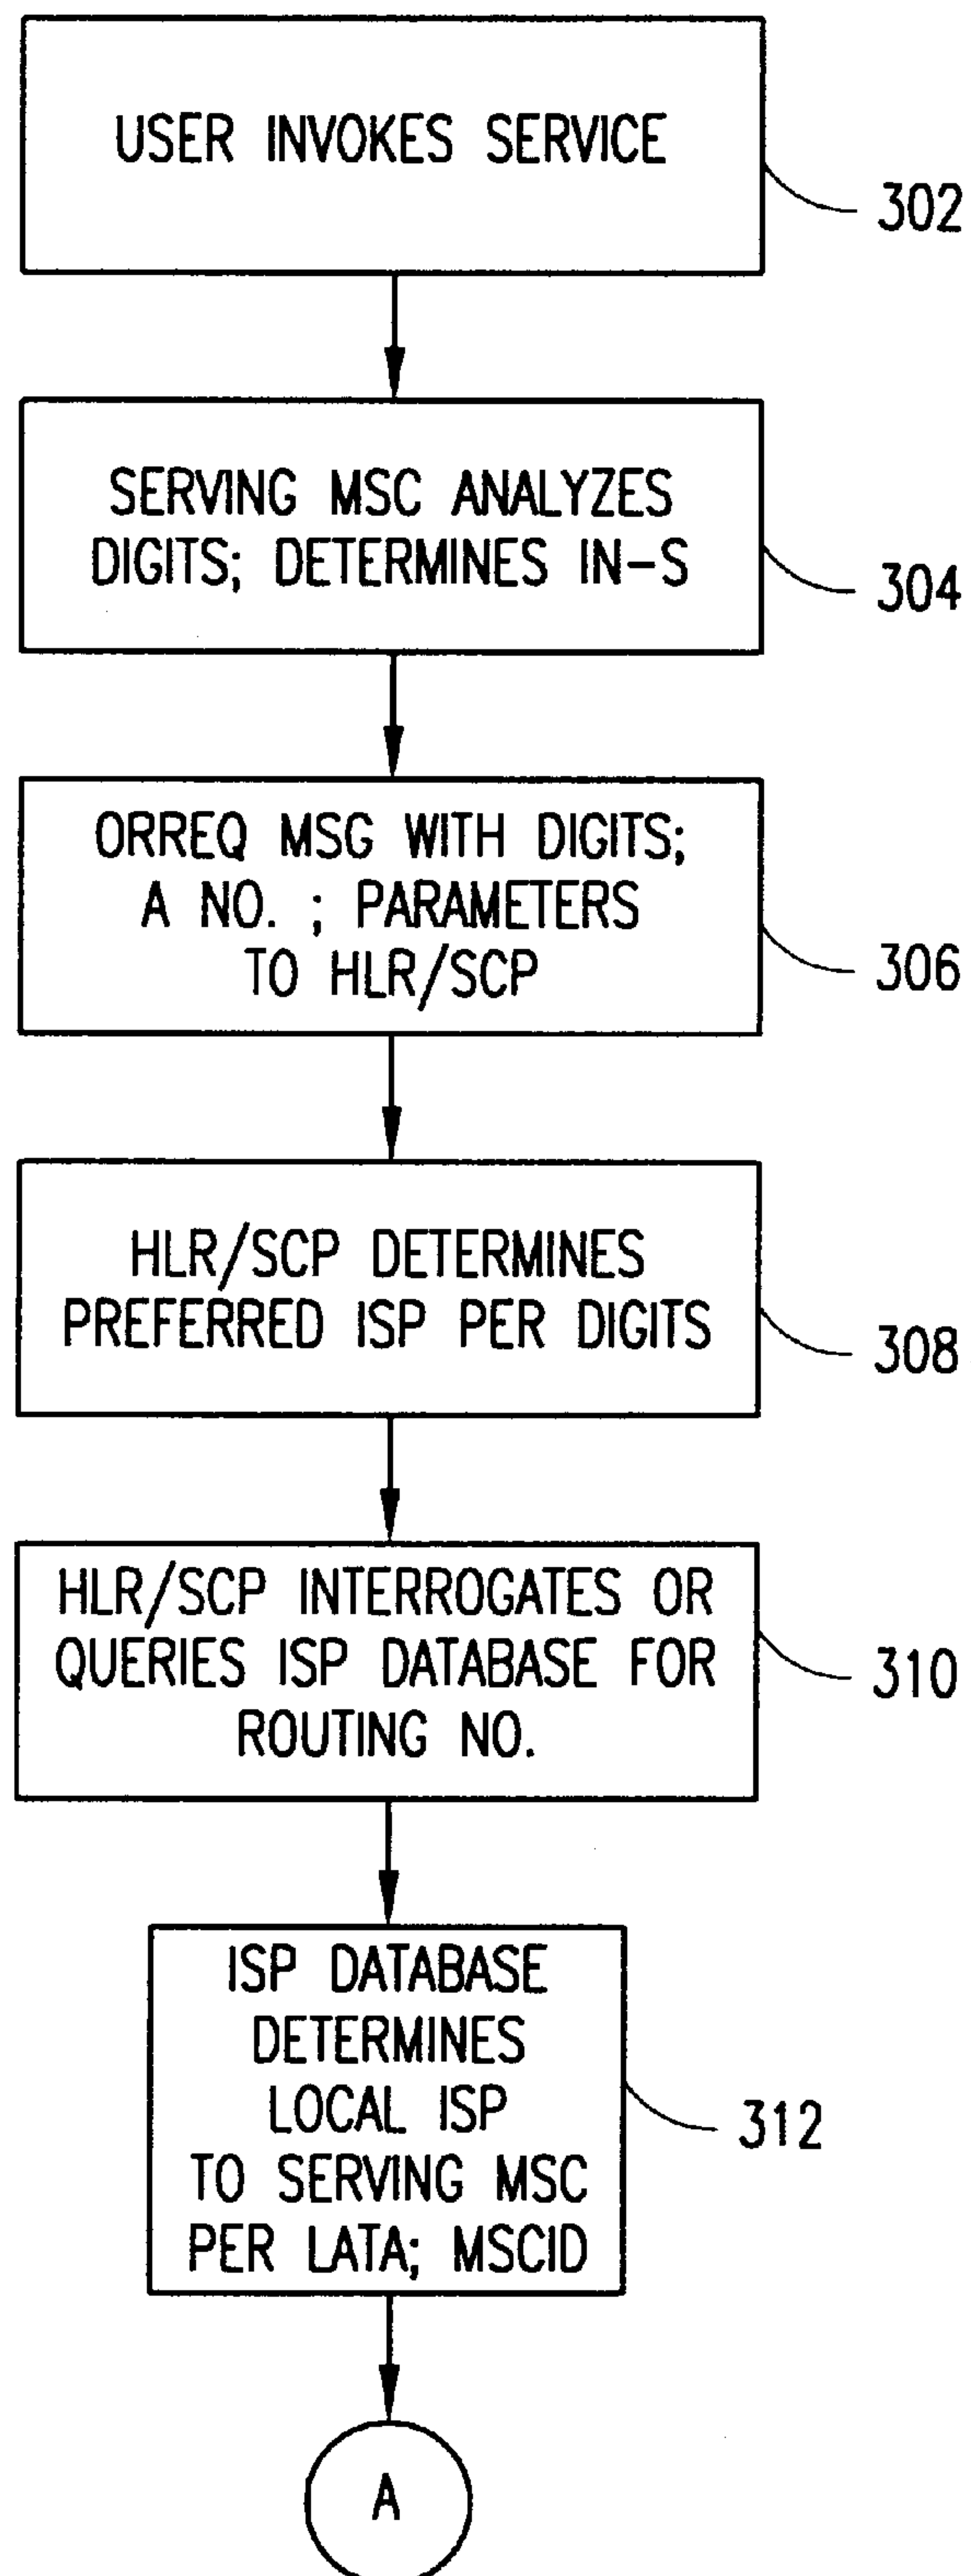 USER INVOKES SERVICE
302
SERVING MSC ANALYZES
DIGITS; DETERMINES IN-S
304
ORREQ MSG WITH DIGITS;
A NO. ; PARAMETERS
TO HLR/SCP
306
HLR/SCP DETERMINES
PREFERRED ISP PER DIGITS
308
HLR/SCP INTERROGATES OR
QUERIES ISP DATABASE FOR
ROUTING NO.
310
ISP DATABASE
DETERMINES
LOCAL ISP
TO SERVING MSC
PER LATA; MSCID
312
A